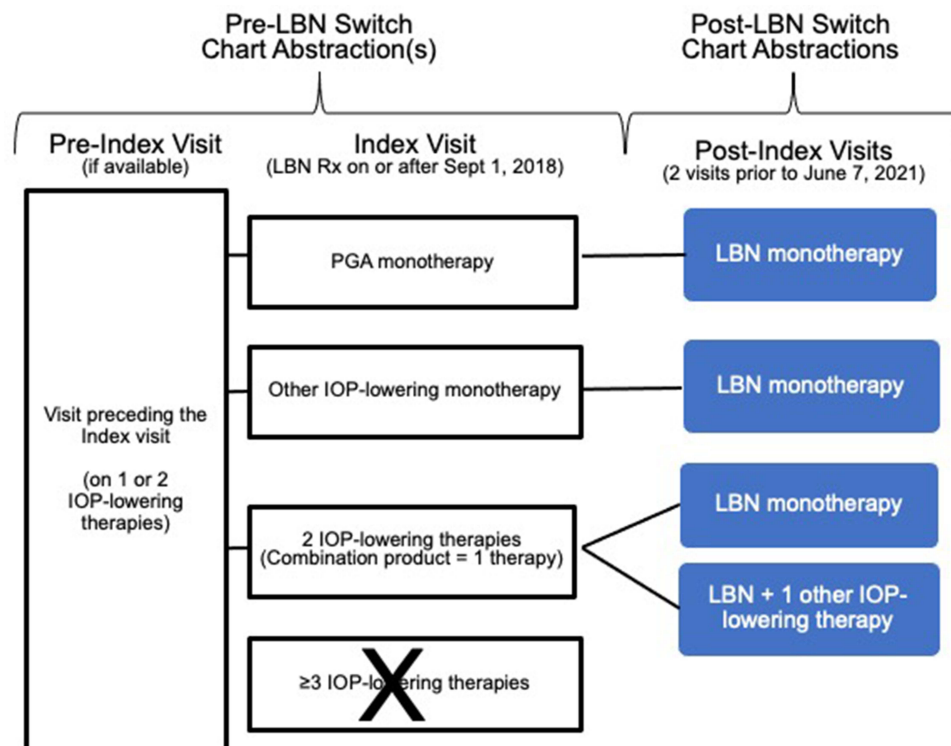 Pre-LBN Switch
Chart Abstraction(s)
Post-LBN Switch
Chart Abstractions
Pre-Index Visit
(if available)
Index Visit
(LBN Rx on or after Sept 1, 2018)
Post-Index Visits
(2 visits prior to June 7, 2021)
Visit preceding the
Index visit
(on 1 or 2
IOP-lowering
therapies)
PGA monotherapy
LBN monotherapy
Other IOP-lowering monotherapy
LBN monotherapy
2 IOP-lowering therapies
(Combination product = 1 therapy)
LBN monotherapy
LBN + 1 other IOP-
lowering therapy
≥3 IOP-lowering therapies
X